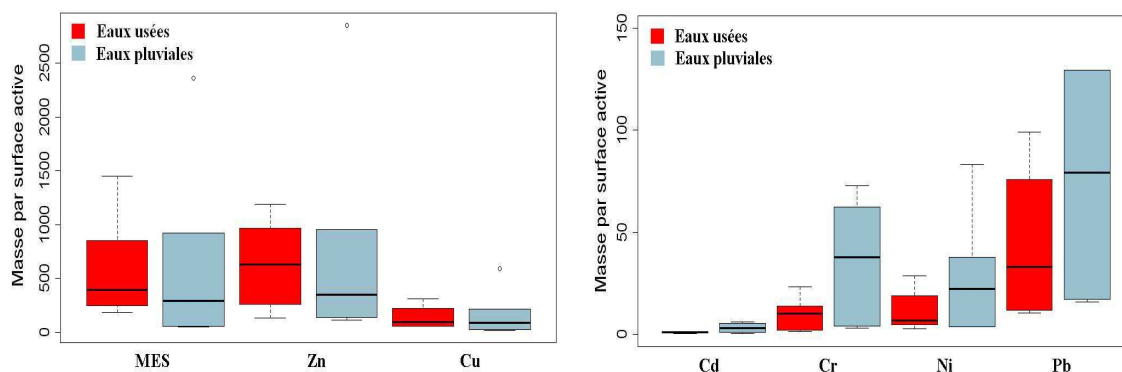 Masse par surface active
2500
2000
1500
1000
500
0
Eaux usées
Eaux pluviales
MES Zn Cu
Masse par surface active
150
100
50
0
Eaux usées
Eaux pluviales
Cd Cr Ni Pb